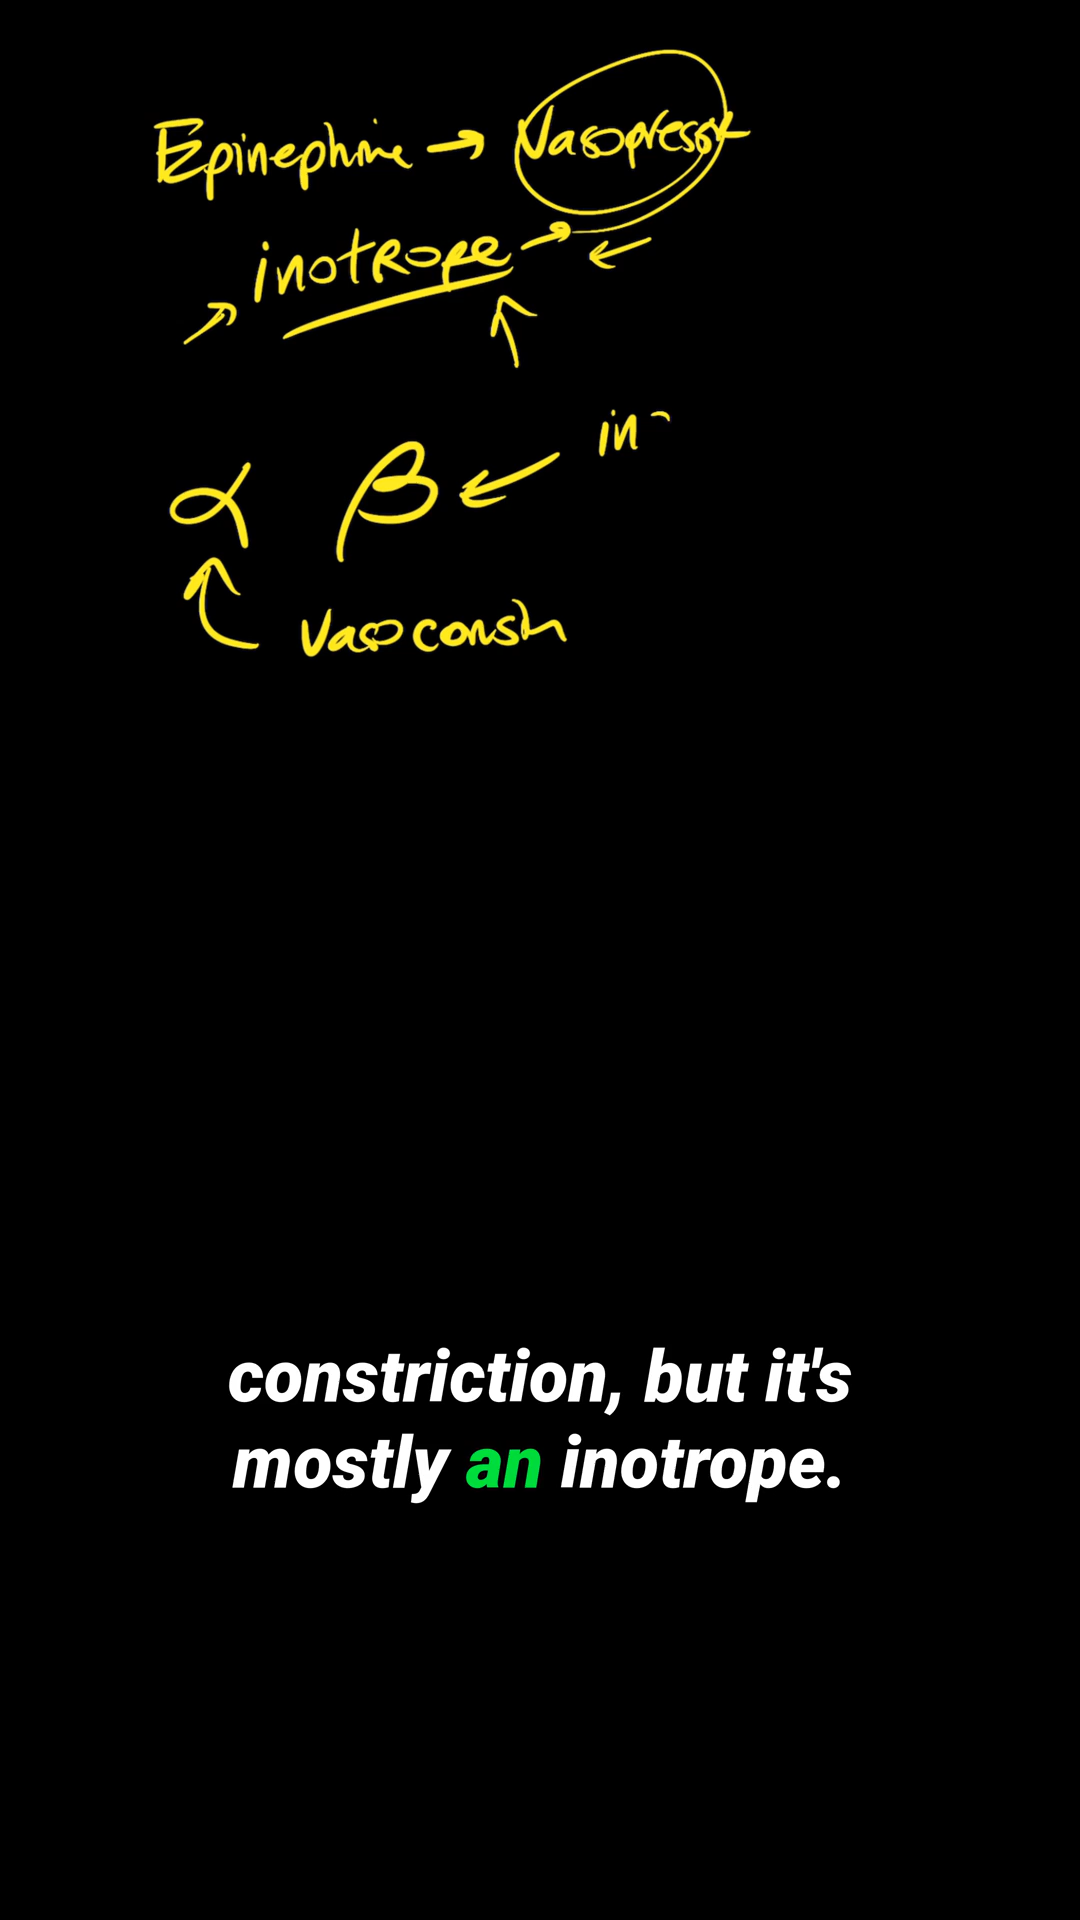 Epinephrine → Vasopressor
inotrope →
in
α β ←
vasoconstr
constriction, but it's
mostly an inotrope.